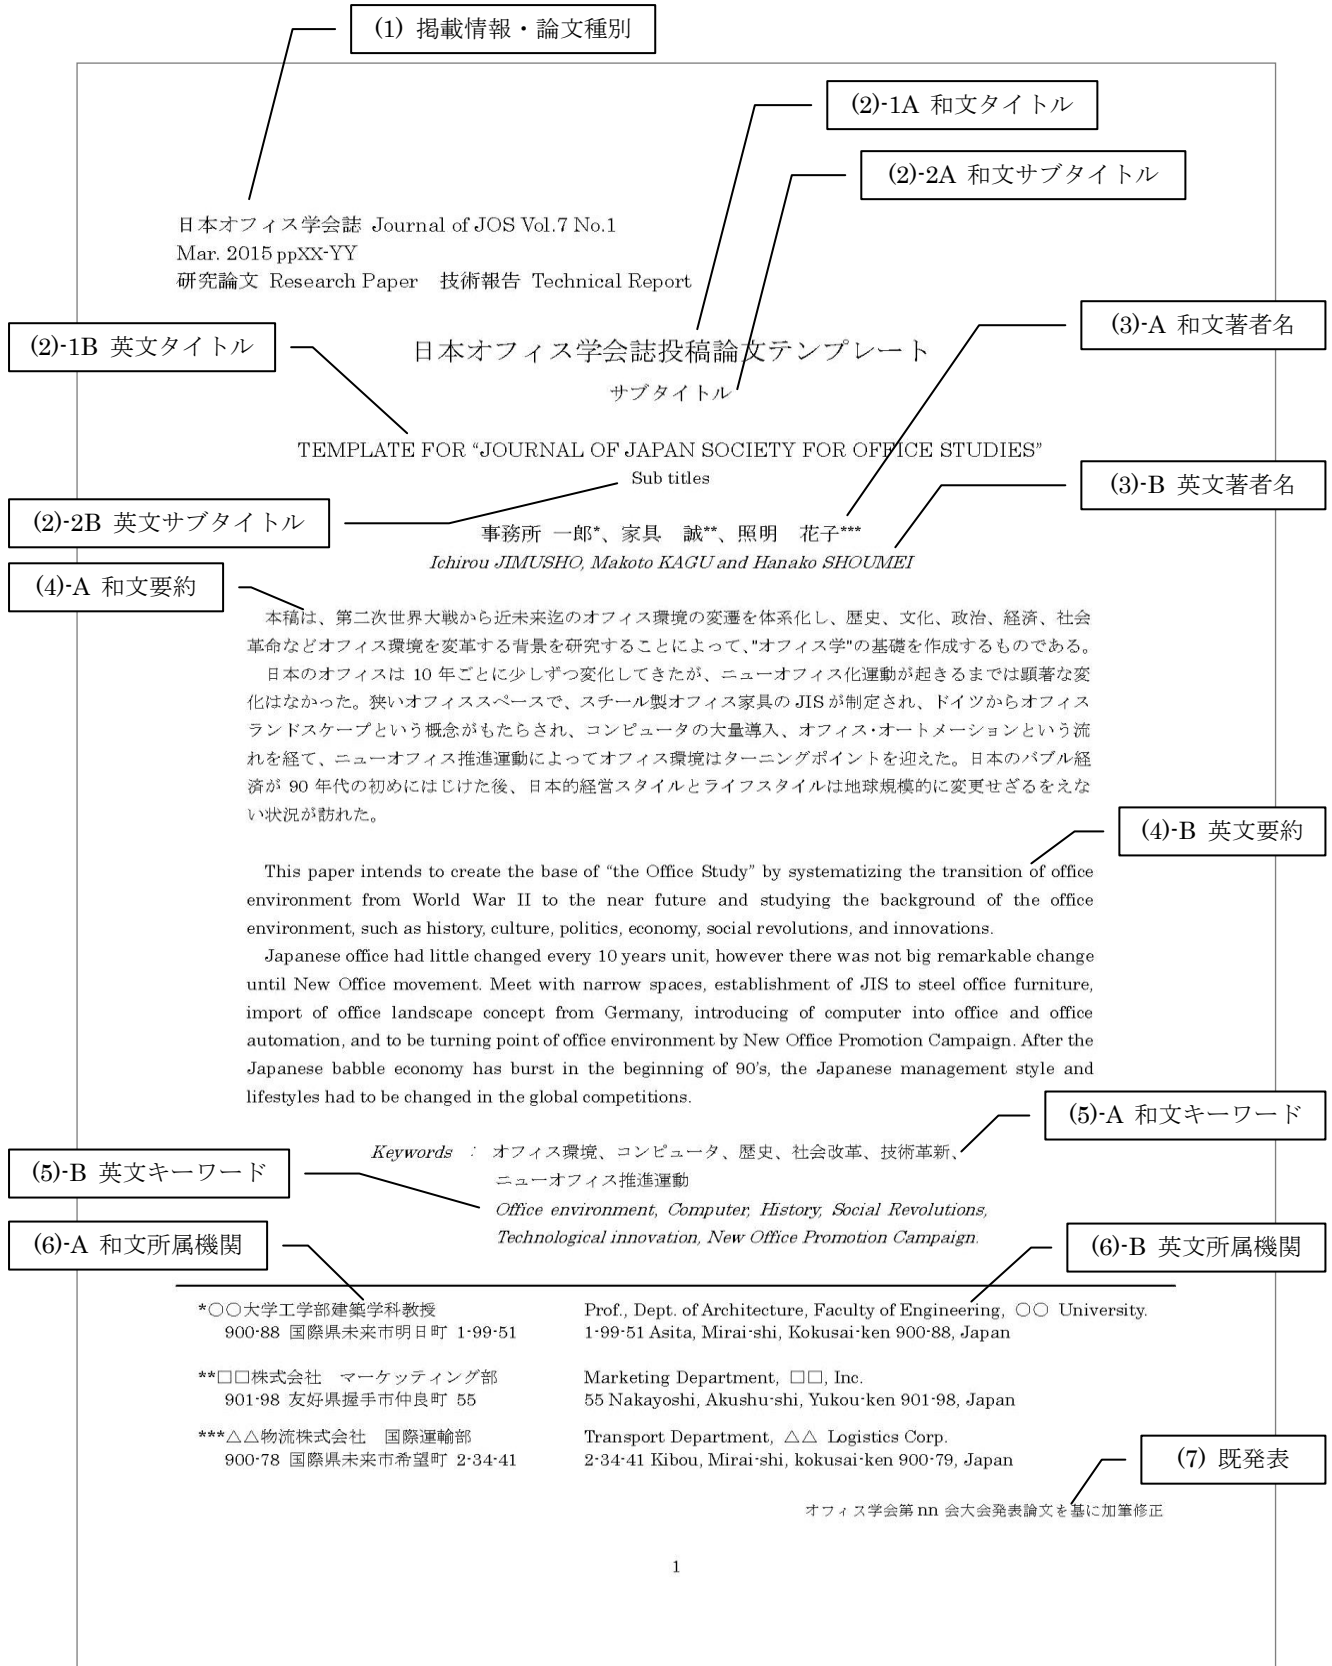 (1) 掲載情報・論文種別
(2)-1A 和文タイトル
(2)-2A 和文サブタイトル
日本オフィス学会誌 Journal of JOS Vol.7 No.1
Mar. 2015 ppXX-YY
研究論文 Research Paper　技術報告 Technical Report
(3)-A 和文著者名
(2)-1B 英文タイトル
日本オフィス学会誌投稿論文テンプレート
サブタイトル
TEMPLATE FOR “JOURNAL OF JAPAN SOCIETY FOR OFFICE STUDIES”
Sub titles
(3)-B 英文著者名
(2)-2B 英文サブタイトル
事務所 一郎*、家具　誠**、照明　花子***
Ichirou JIMUSHO, Makoto KAGU and Hanako SHOUMEI
(4)-A 和文要約
本稿は、第二次世界大戦から近未来迄のオフィス環境の変遷を体系化し、歴史、文化、政治、経済、社会
革命などオフィス環境を変革する背景を研究することによって、"オフィス学"の基礎を作成するものである。
日本のオフィスは 10 年ごとに少しずつ変化してきたが、ニューオフィス化運動が起きるまでは顕著な変
化はなかった。狭いオフィススペースで、スチール製オフィス家具の JIS が制定され、ドイツからオフィス
ランドスケープという概念がもたらされ、コンピュータの大量導入、オフィス・オートメーションという流
れを経て、ニューオフィス推進運動によってオフィス環境はターニングポイントを迎えた。日本のバブル経
済が 90 年代の初めにはじけた後、日本的経営スタイルとライフスタイルは地球規模的に変更せざるをえな
い状況が訪れた。
(4)-B 英文要約
This paper intends to create the base of “the Office Study” by systematizing the transition of office
environment from World War II to the near future and studying the background of the office
environment, such as history, culture, politics, economy, social revolutions, and innovations.
Japanese office had little changed every 10 years unit, however there was not big remarkable change
until New Office movement. Meet with narrow spaces, establishment of JIS to steel office furniture,
import of office landscape concept from Germany, introducing of computer into office and office
automation, and to be turning point of office environment by New Office Promotion Campaign. After the
Japanese babble economy has burst in the beginning of 90’s, the Japanese management style and
lifestyles had to be changed in the global competitions.
(5)-A 和文キーワード
Keywords ： オフィス環境、コンピュータ、歴史、社会改革、技術革新、
ニューオフィス推進運動
(5)-B 英文キーワード
Office environment, Computer, History, Social Revolutions,
Technological innovation, New Office Promotion Campaign.
(6)-A 和文所属機関
(6)-B 英文所属機関
*○○大学工学部建築学科教授
900-88 国際県未来市明日町 1-99-51
Prof., Dept. of Architecture, Faculty of Engineering, ○○ University.
1-99-51 Asita, Mirai-shi, Kokusai-ken 900-88, Japan
**□□株式会社　マーケッティング部
901-98 友好県握手市仲良町 55
Marketing Department, □□, Inc.
55 Nakayoshi, Akushu-shi, Yukou-ken 901-98, Japan
***△△物流株式会社　国際運輸部
900-78 国際県未来市希望町 2-34-41
Transport Department, △△ Logistics Corp.
2-34-41 Kibou, Mirai-shi, kokusai-ken 900-79, Japan
(7) 既発表
オフィス学会第 nn 会大会発表論文を基に加筆修正
1